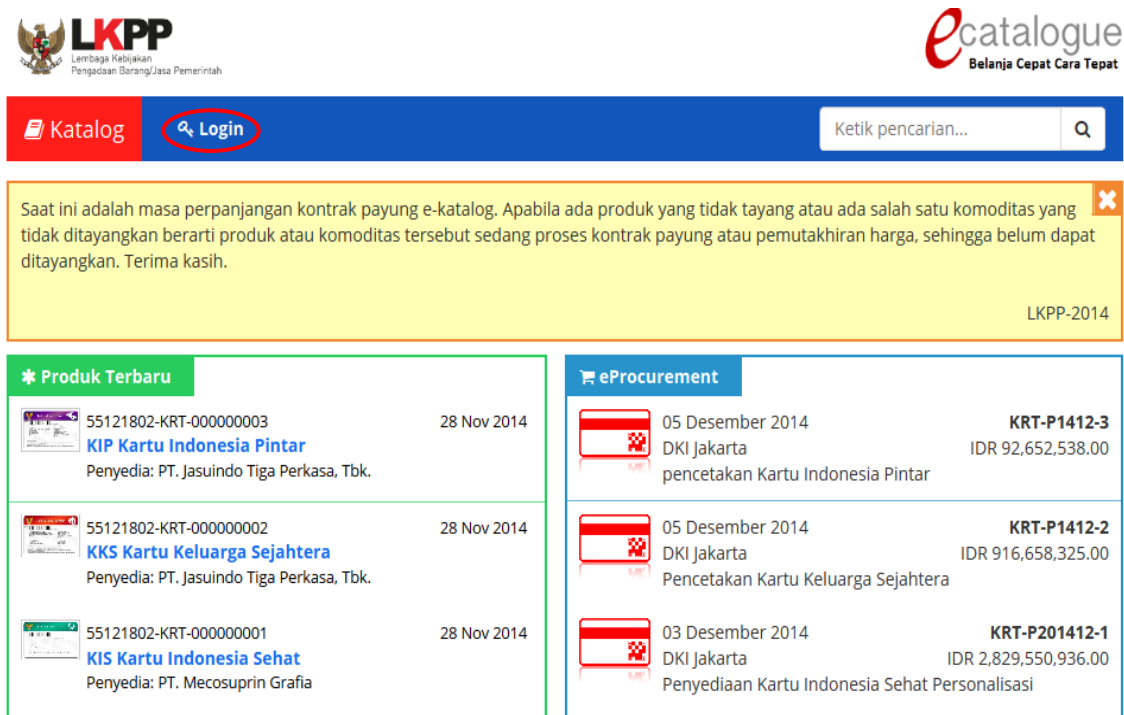 LKPP
Lembaga Kebijakan
Pengadaan Barang/Jasa Pemerintah
ecatalogue
Belanja Cepat Cara Tepat
Katalog
Login
Ketik pencarian...
Saat ini adalah masa perpanjangan kontrak payung e-katalog. Apabila ada produk yang tidak tayang atau ada salah satu komoditas yang
tidak ditayangkan berarti produk atau komoditas tersebut sedang proses kontrak payung atau pemutakhiran harga, sehingga belum dapat
ditayangkan. Terima kasih.
LKPP-2014
Produk Terbaru
55121802-KRT-000000003 28 Nov 2014
KIP Kartu Indonesia Pintar
Penyedia: PT. Jasuindo Tiga Perkasa, Tbk.
55121802-KRT-000000002 28 Nov 2014
KKS Kartu Keluarga Sejahtera
Penyedia: PT. Jasuindo Tiga Perkasa, Tbk.
55121802-KRT-000000001 28 Nov 2014
KIS Kartu Indonesia Sehat
Penyedia: PT. Mecosuprin Grafia
eProcurement
05 Desember 2014 KRT-P1412-3
DKI Jakarta IDR 92,652,538.00
pencetakan Kartu Indonesia Pintar
05 Desember 2014 KRT-P1412-2
DKI Jakarta IDR 916,658,325.00
Pencetakan Kartu Keluarga Sejahtera
03 Desember 2014 KRT-P201412-1
DKI Jakarta IDR 2,829,550,936.00
Penyediaan Kartu Indonesia Sehat Personalisasi